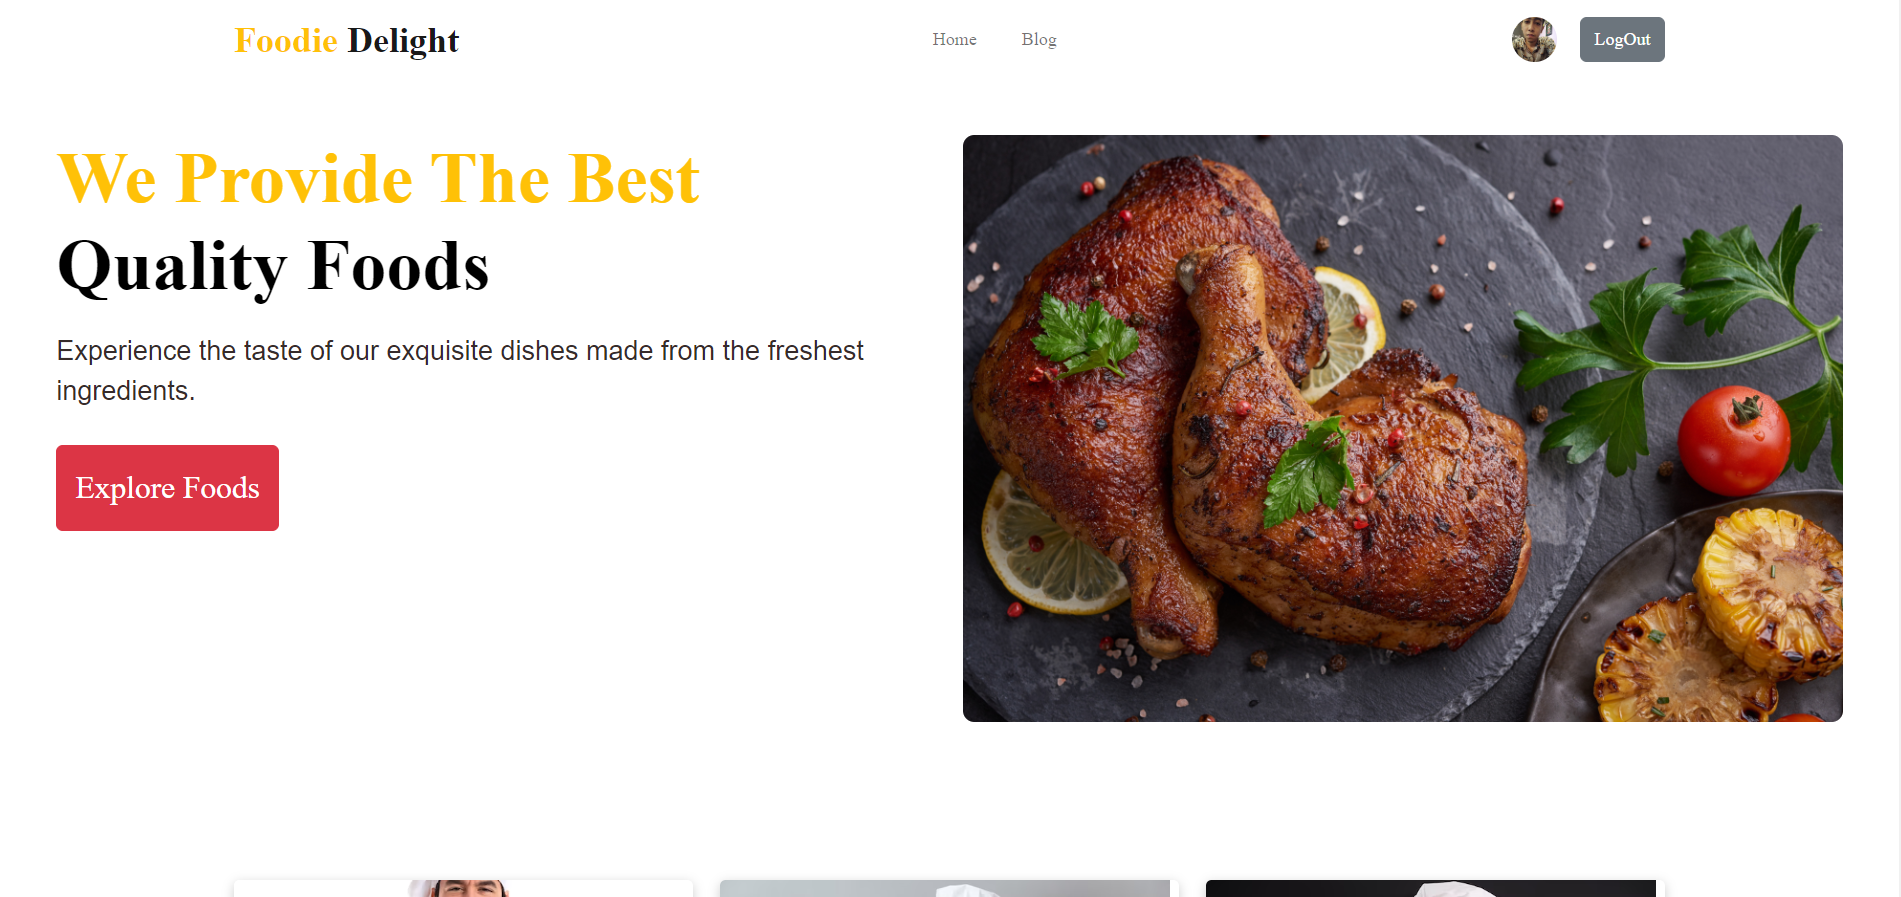 Foodie Delight
Home
Blog
LogOut
We Provide The Best
Quality Foods
Experience the taste of our exquisite dishes made from the freshest
ingredients.
Explore Foods